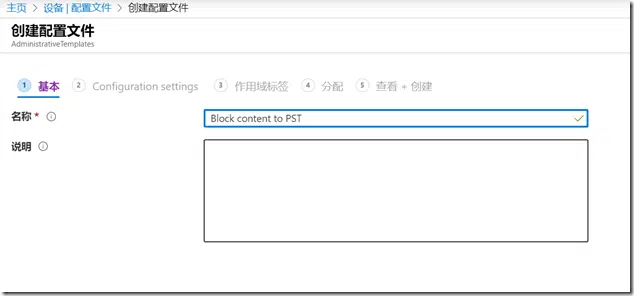 主页 > 设备 | 配置文件 > 创建配置文件
创建配置文件
AdministrativeTemplates
1 基本 2 Configuration settings 3 作用域标签 4 分配 5 查看 + 创建
名称 * Block content to PST
说明